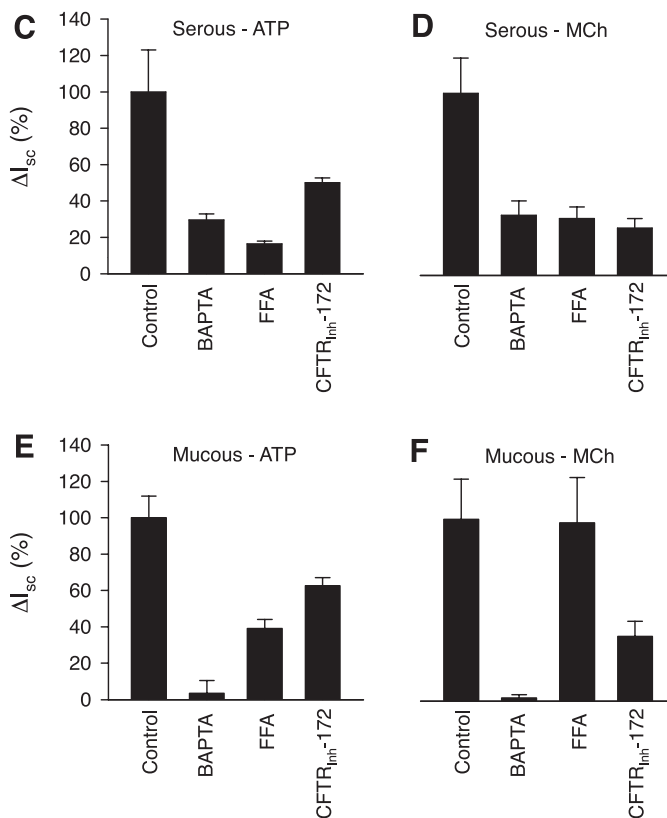 C
Serous - ATP
ΔIsc (%)
140
120
100
80
60
40
20
0
Control
BAPTA
FFA
CFTRInh-172
D
Serous - MCh
Control
BAPTA
FFA
CFTRInh-172
E
Mucous - ATP
ΔIsc (%)
140
120
100
80
60
40
20
0
Control
BAPTA
FFA
CFTRInh-172
F
Mucous - MCh
Control
BAPTA
FFA
CFTRInh-172